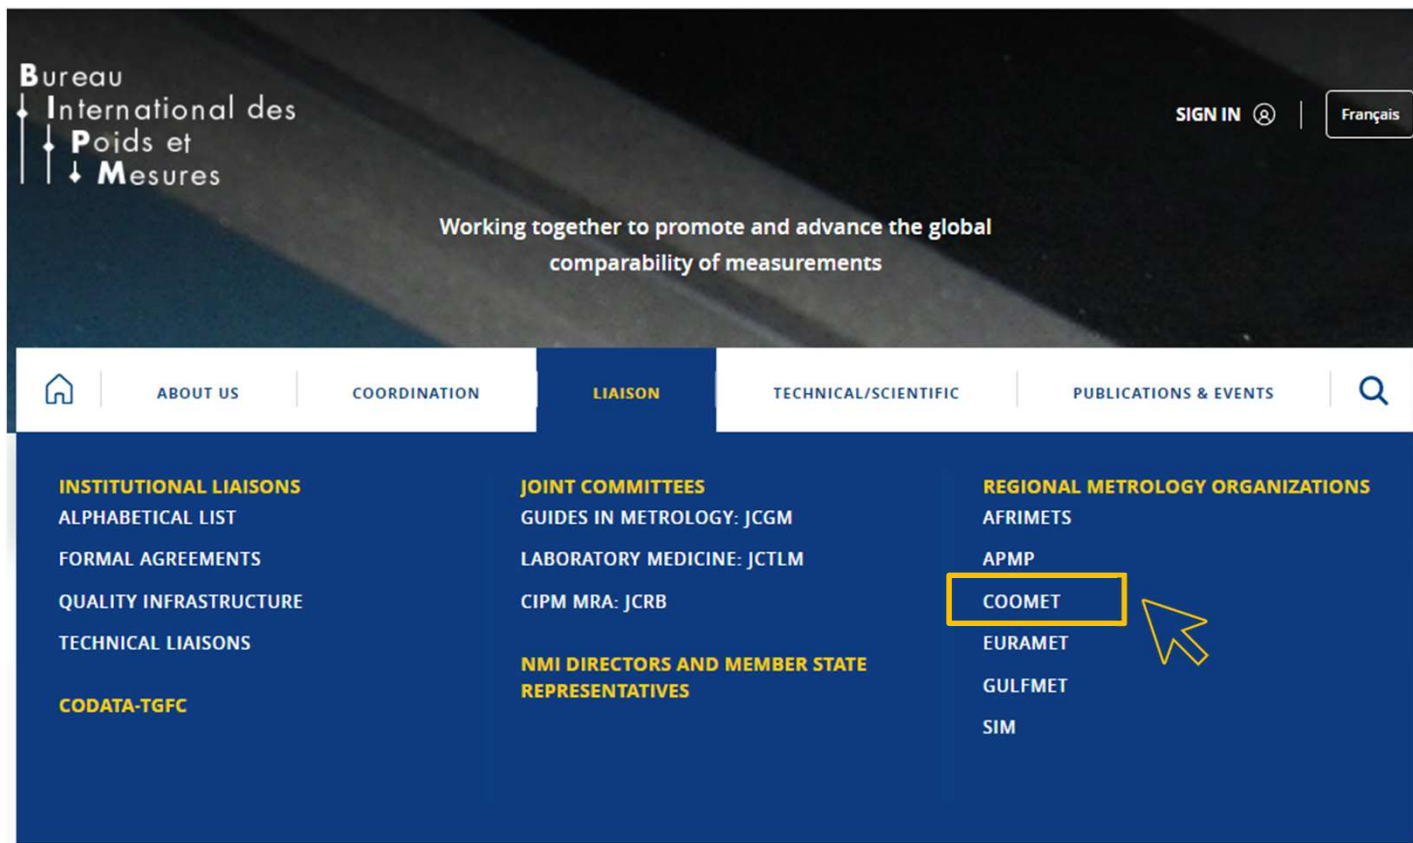 Bureau
International des
Poids et
Mesures
SIGN IN
Français
Working together to promote and advance the global
comparability of measurements
ABOUT US
COORDINATION
LIAISON
TECHNICAL/SCIENTIFIC
PUBLICATIONS & EVENTS
INSTITUTIONAL LIAISONS
ALPHABETICAL LIST
FORMAL AGREEMENTS
QUALITY INFRASTRUCTURE
TECHNICAL LIAISONS
CODATA-TGFC
JOINT COMMITTEES
GUIDES IN METROLOGY: JCGM
LABORATORY MEDICINE: JCTLM
CIPM MRA: JCRB
NMI DIRECTORS AND MEMBER STATE
REPRESENTATIVES
REGIONAL METROLOGY ORGANIZATIONS
AFRIMETS
APMP
COOMET
EURAMET
GULFMET
SIM